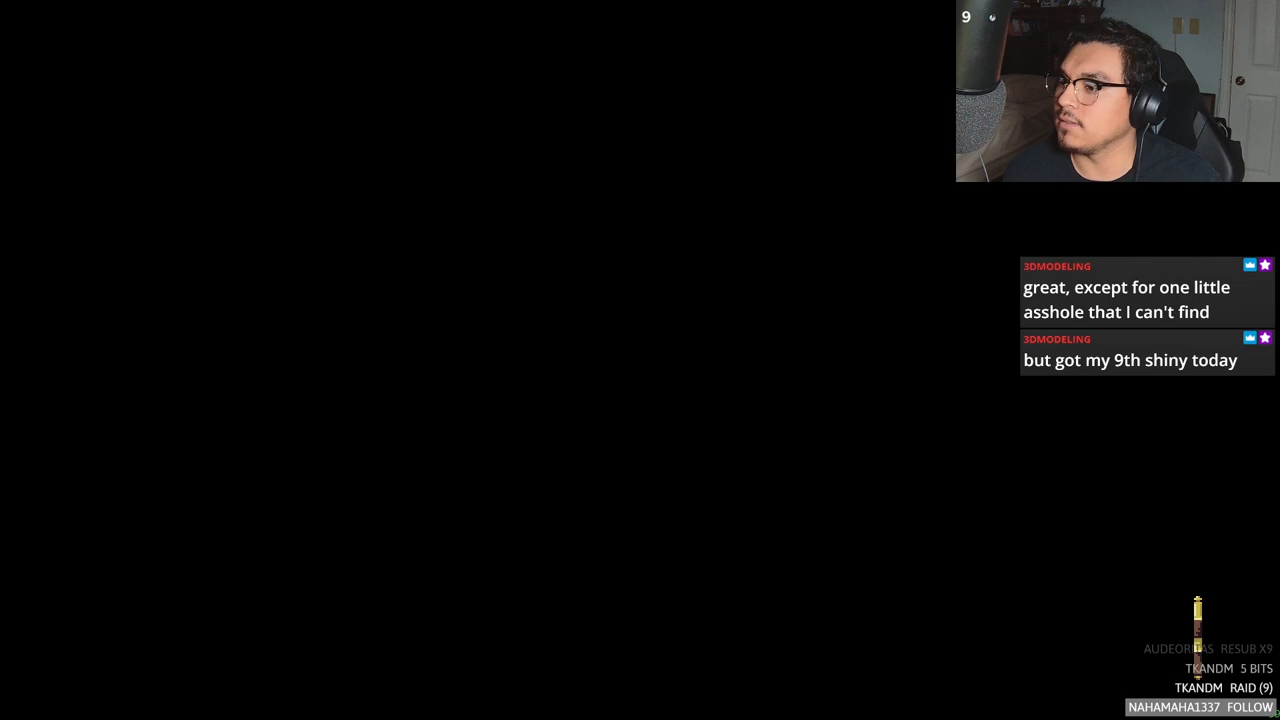 9
3DMODELING
great, except for one little
asshole that I can't find
3DMODELING
but got my 9th shiny today
AUDEORITAS RESUB X9
TKANDM 5 BITS
TKANDM RAID (9)
NAHAMAHA1337 FOLLOW